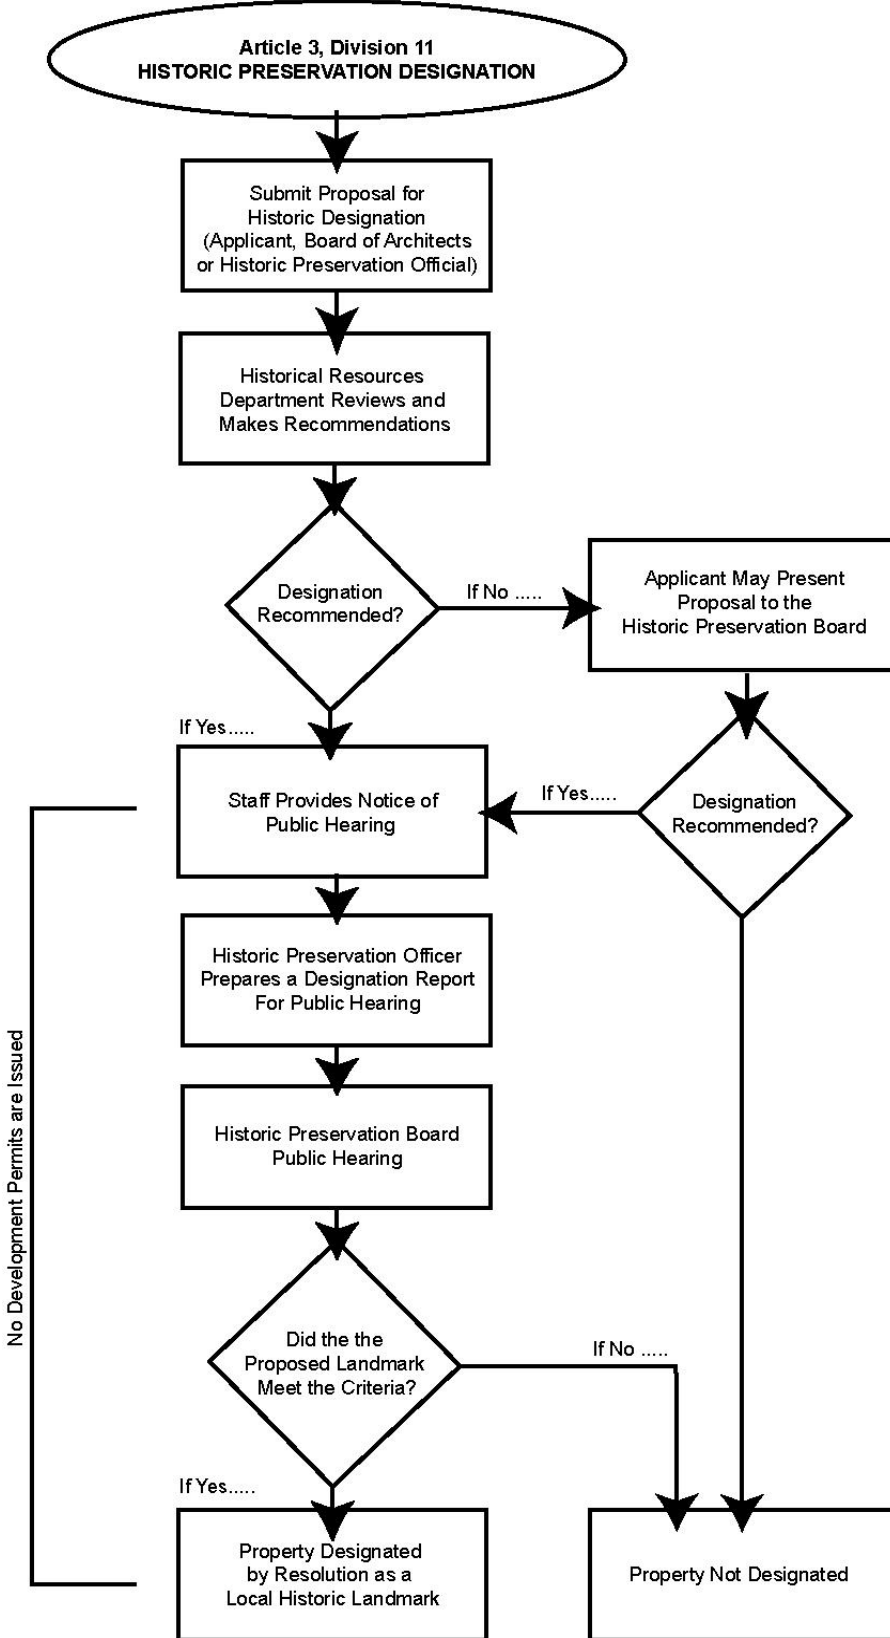 Article 3, Division 11
HISTORIC PRESERVATION DESIGNATION
Submit Proposal for
Historic Designation
(Applicant, Board of Architects
or Historic Preservation Official)
Historical Resources
Department Reviews and
Makes Recommendations
Designation
Recommended?
If No .....
Applicant May Present
Proposal to the
Historic Preservation Board
If Yes.....
Staff Provides Notice of
Public Hearing
If Yes.....
Designation
Recommended?
Historic Preservation Officer
Prepares a Designation Report
For Public Hearing
No Development Permits are Issued
Historic Preservation Board
Public Hearing
Did the the
Proposed Landmark
Meet the Criteria?
If No .....
If Yes.....
Property Designated
by Resolution as a
Local Historic Landmark
Property Not Designated